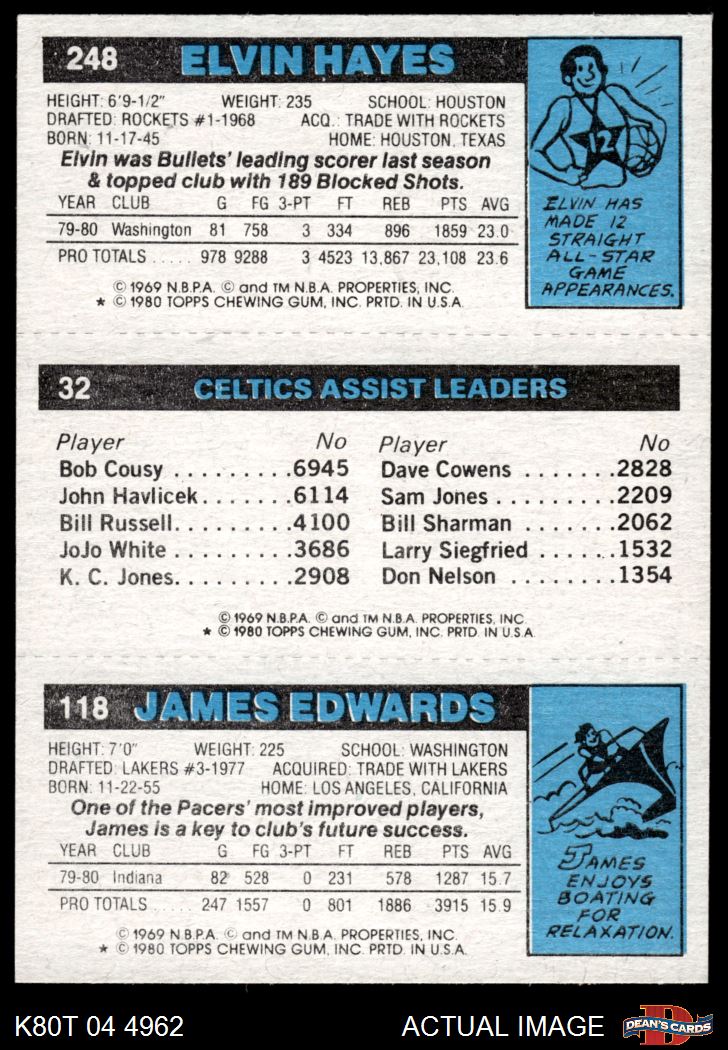 248 ELVIN HAYES
HEIGHT: 6'9-1/2" WEIGHT: 235 SCHOOL: HOUSTON
DRAFTED: ROCKETS #1-1968 ACQ.: TRADE WITH ROCKETS
BORN: 11-17-45 HOME: HOUSTON, TEXAS
Elvin was Bullets' leading scorer last season
& topped club with 189 Blocked Shots.
YEAR CLUB G FG 3-PT FT REB PTS AVG
79-80 Washington 81 758 3 334 896 1859 23.0
PRO TOTALS ..... 978 9288 3 4523 13,867 23,108 23.6
© 1969 N.B.P.A. © and TM N.B.A. PROPERTIES, INC.
★ © 1980 TOPPS CHEWING GUM, INC. PRTD. IN U.S.A.
12
ELVIN HAS
MADE 12
STRAIGHT
ALL-STAR
GAME
APPEARANCES.
32 CELTICS ASSIST LEADERS
Player No Player No
Bob Cousy .........6945 Dave Cowens .......2828
John Havlicek.......6114 Sam Jones .........2209
Bill Russell.........4100 Bill Sharman .......2062
JoJo White .........3686 Larry Siegfried ......1532
K. C. Jones.........2908 Don Nelson ........1354
© 1969 N.B.P.A. © and TM N.B.A. PROPERTIES, INC
★ © 1980 TOPPS CHEWING GUM, INC. PRTD. IN U.S.A.
118 JAMES EDWARDS
HEIGHT: 7'0" WEIGHT: 225 SCHOOL: WASHINGTON
DRAFTED: LAKERS #3-1977 ACQUIRED: TRADE WITH LAKERS
BORN: 11-22-55 HOME: LOS ANGELES, CALIFORNIA
One of the Pacers' most improved players,
James is a key to club's future success.
YEAR CLUB G FG 3-PT FT REB PTS AVG
79-80 Indiana 82 528 0 231 578 1287 15.7
PRO TOTALS ..... 247 1557 0 801 1886 3915 15.9
© 1969 N.B.P.A. © and TM N.B.A. PROPERTIES, INC.
★ © 1980 TOPPS CHEWING GUM, INC. PRTD. IN U.S.A.
JAMES
ENJOYS
BOATING
FOR
RELAXATION.
K80T 04 4962 ACTUAL IMAGE D DEAN'S CARDS